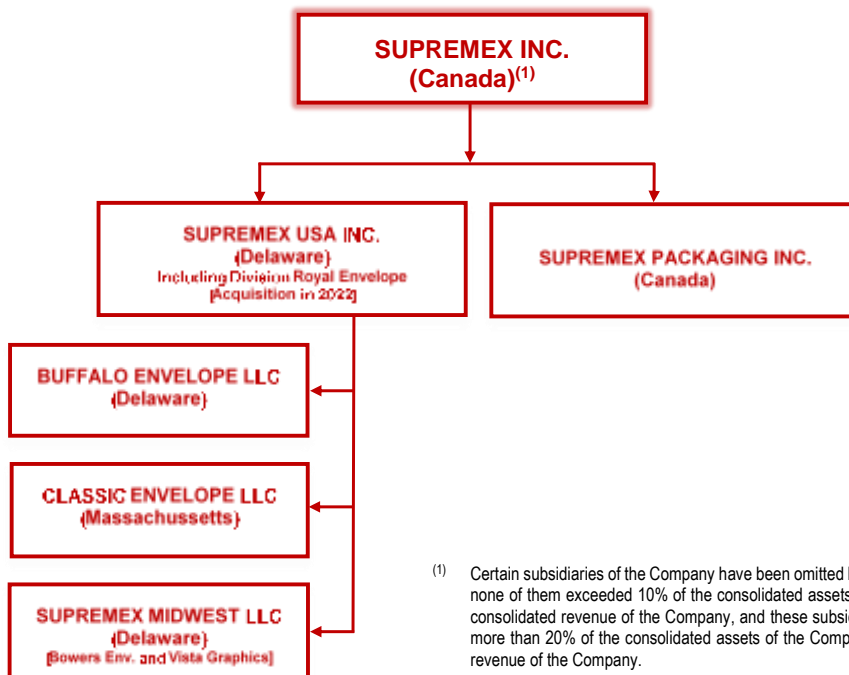 SUPREMEX INC.
(Canada)(1)
SUPREMEX USA INC.
(Delaware)
Including Division Royal Envelope
[Acquisition in 2022]
SUPREMEX PACKAGING INC.
(Canada)
BUFFALO ENVELOPE LLC
(Delaware)
CLASSIC ENVELOPE LLC
(Massachussetts)
SUPREMEX MIDWEST LLC
(Delaware)
[Bowers Env. and Vista Graphics]
(1) Certain subsidiaries of the Company have been omitted
none of them exceeded 10% of the consolidated assets
consolidated revenue of the Company, and these
more than 20% of the consolidated assets of the
revenue of the Company.